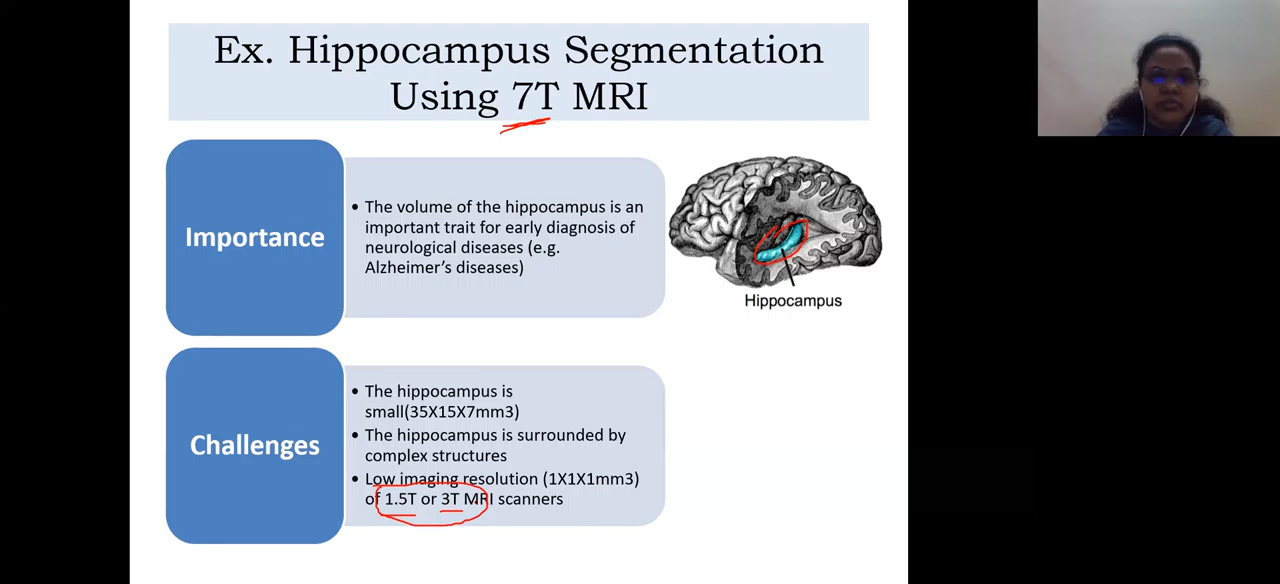 Ex. Hippocampus Segmentation
Using 7T MRI
Importance
• The volume of the hippocampus is an
important trait for early diagnosis of
neurological diseases (e.g.
Alzheimer's diseases)
Hippocampus
Challenges
• The hippocampus is
small(35X15X7mm3)
• The hippocampus is surrounded by
complex structures
• Low imaging resolution (1X1X1mm3)
of 1.5T or 3T MRI scanners